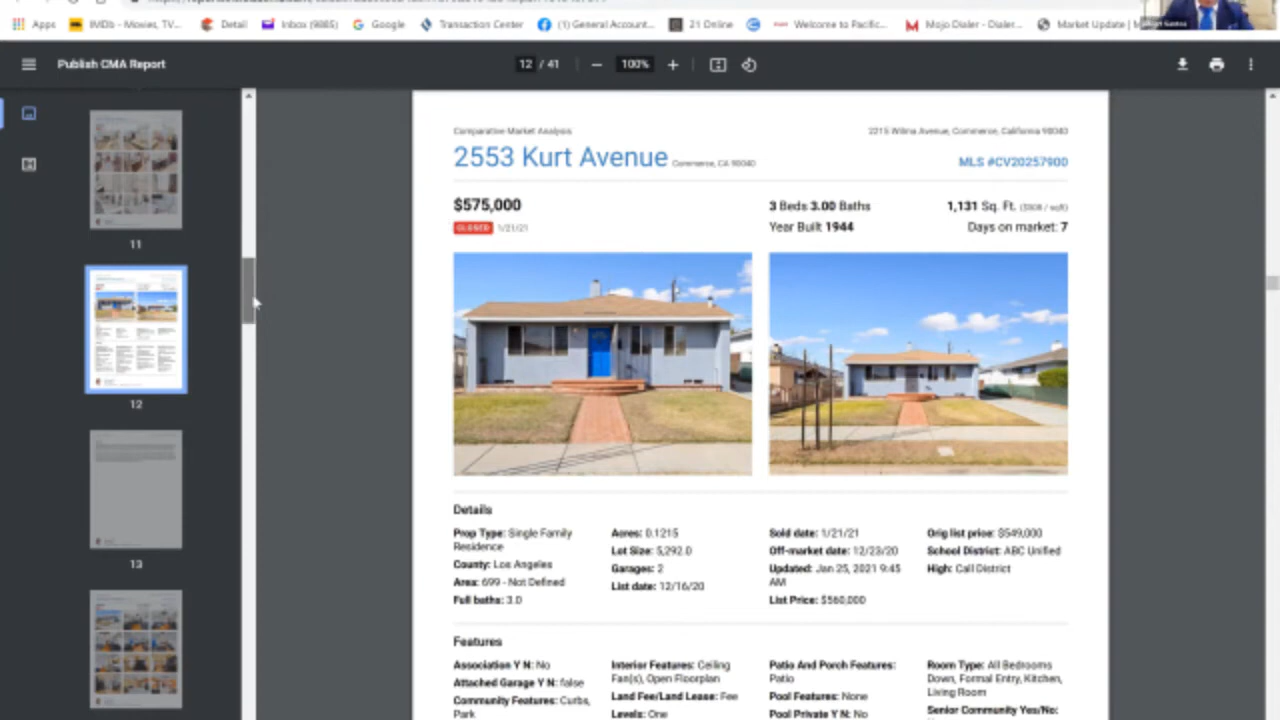 Apps IMDb - Movies, TV... Detail Inbox (9885) Google Transaction Center (1) General Account... 21 Online Welcome to Pacific... Mojo Dialer - Dialer... Market Update | M
Publish CMA Report
12 / 41
100%
11
12
13
Comparative Market Analysis
2215 Wilma Avenue, Commerce, California 90040
2553 Kurt Avenue Commerce, CA 90040
MLS #CV20257900
$575,000
3 Beds 3.00 Baths
1,131 Sq. Ft. ($508 / sqft)
CLOSED 1/21/21
Year Built 1944
Days on market: 7
Details
Prop Type: Single Family
Residence
County: Los Angeles
Area: 699 - Not Defined
Full baths: 3.0
Acres: 0.1215
Lot Size: 5,292.0
Garages: 2
List date: 12/16/20
Sold date: 1/21/21
Off-market date: 12/23/20
Updated: Jan 25, 2021 9:45
AM
List Price: $560,000
Orig list price: $549,000
School District: ABC Unified
High: Call District
Features
Association Y N: No
Attached Garage Y N: false
Community Features: Curbs,
Park
Interior Features: Ceiling
Fan(s), Open Floorplan
Land Fee/Land Lease: Fee
Levels: One
Patio And Porch Features:
Patio
Pool Features: None
Pool Private Y N: No
Room Type: All Bedrooms
Down, Formal Entry, Kitchen,
Living Room
Senior Community Yes/No: